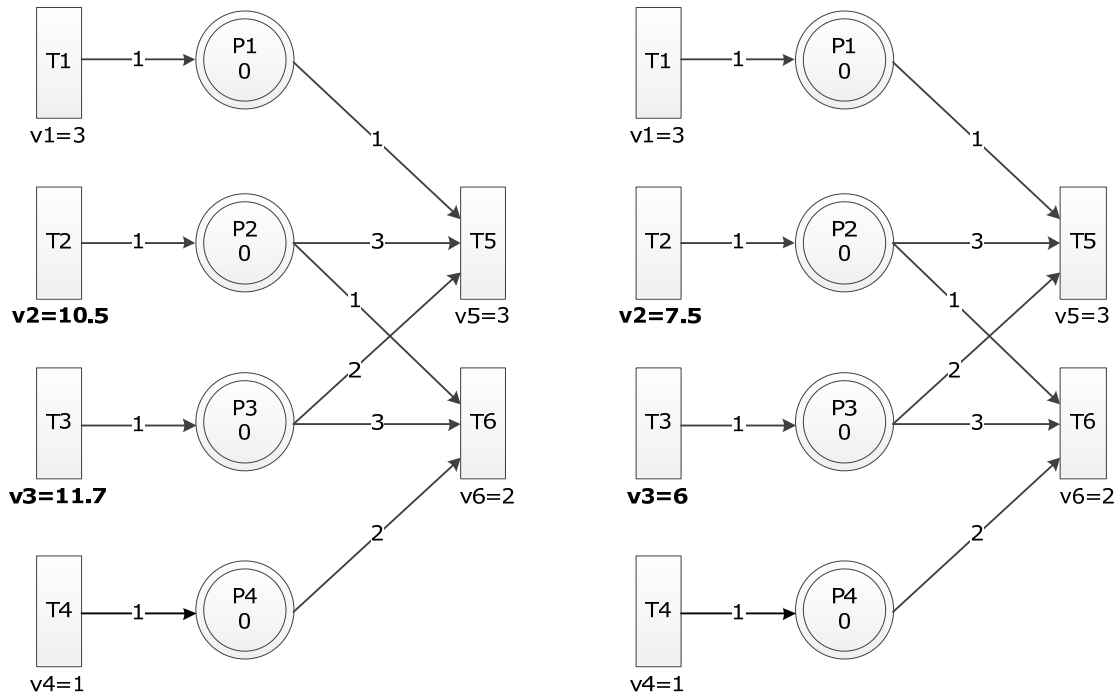 T1
1
P1
0
v1=3
1
T2
1
P2
0
3
T5
v2=10.5
1
v5=3
2
T3
1
P3
0
3
T6
v3=11.7
v6=2
2
T4
1
P4
0
v4=1
T1
1
P1
0
v1=3
1
T2
1
P2
0
3
T5
v2=7.5
1
v5=3
2
T3
1
P3
0
3
T6
v3=6
v6=2
2
T4
1
P4
0
v4=1